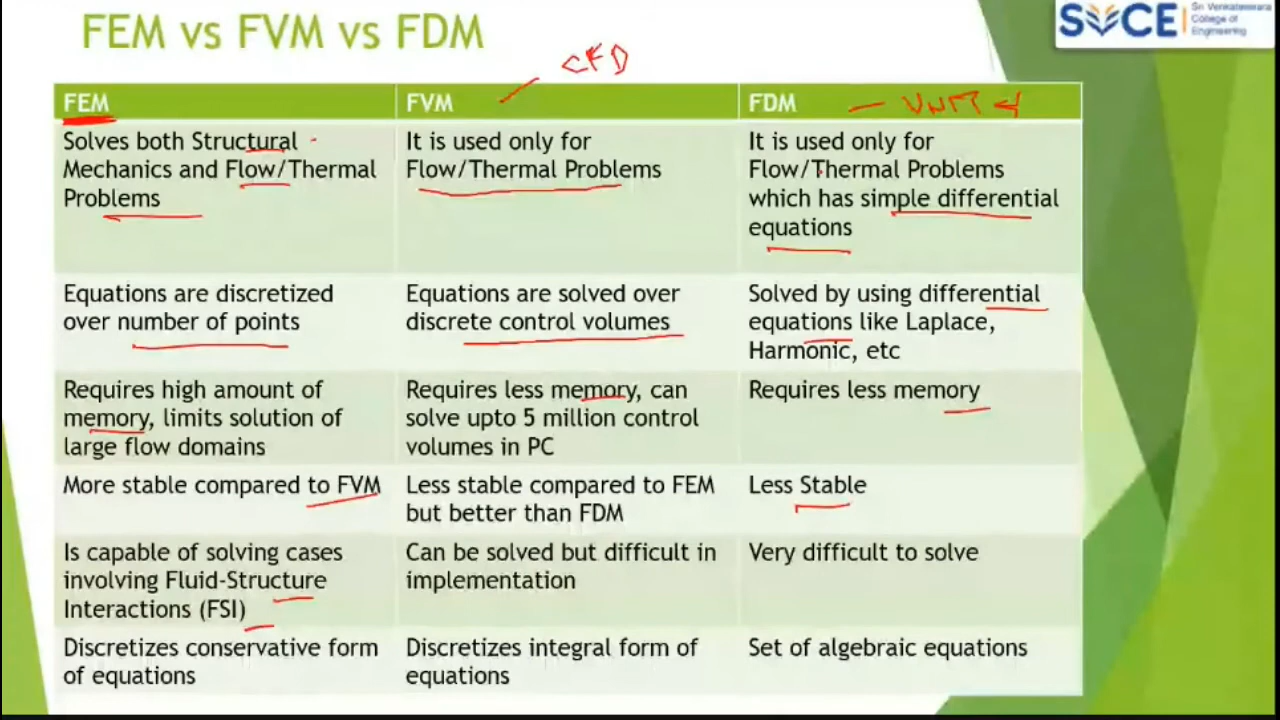 FEM vs FVM vs FDM
SVCE
Sri Venkateswara
College of
Engineering
CFD
FEM
FVM
FDM
UNIT 4
Solves both Structural
Mechanics and Flow/Thermal
Problems
It is used only for
Flow/Thermal Problems
It is used only for
Flow/Thermal Problems
which has simple differential
equations
Equations are discretized
over number of points
Equations are solved over
discrete control volumes
Solved by using differential
equations like Laplace,
Harmonic, etc
Requires high amount of
memory, limits solution of
large flow domains
Requires less memory, can
solve upto 5 million control
volumes in PC
Requires less memory
More stable compared to FVM
Less stable compared to FEM
but better than FDM
Less Stable
Is capable of solving cases
involving Fluid-Structure
Interactions (FSI)
Can be solved but difficult in
implementation
Very difficult to solve
Discretizes conservative form
of equations
Discretizes integral form of
equations
Set of algebraic equations